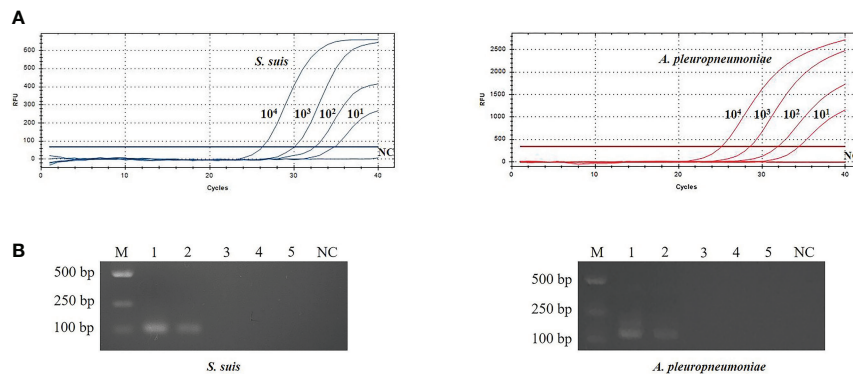 A
S. suis
10⁴ 10³ 10² 10¹
NC
RFU
600
500
400
300
200
100
0
0 10 20 30 40
Cycles
A. pleuropneumoniae
10⁴ 10³ 10² 10¹
N
RFU
2500
2000
1500
1000
500
0
0 10 20 30 40
Cycles
B
M 1 2 3 4 5 NC
500 bp
250 bp
100 bp
S. suis
M 1 2 3 4 5 NC
500 bp
250 bp
100 bp
A. pleuropneumoniae